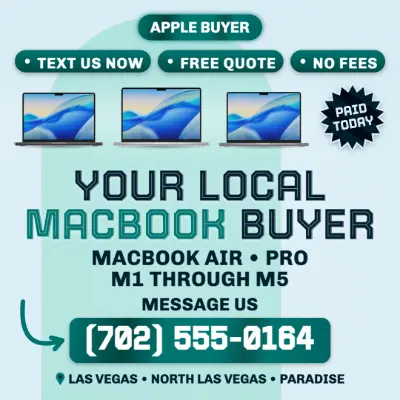 APPLE BUYER
• TEXT US NOW
• FREE QUOTE
• NO FEES
PAID
TODAY
YOUR LOCAL
MACBOOK BUYER
MACBOOK AIR • PRO
M1 THROUGH M5
MESSAGE US
(702) 555-0164
LAS VEGAS • NORTH LAS VEGAS • PARADISE